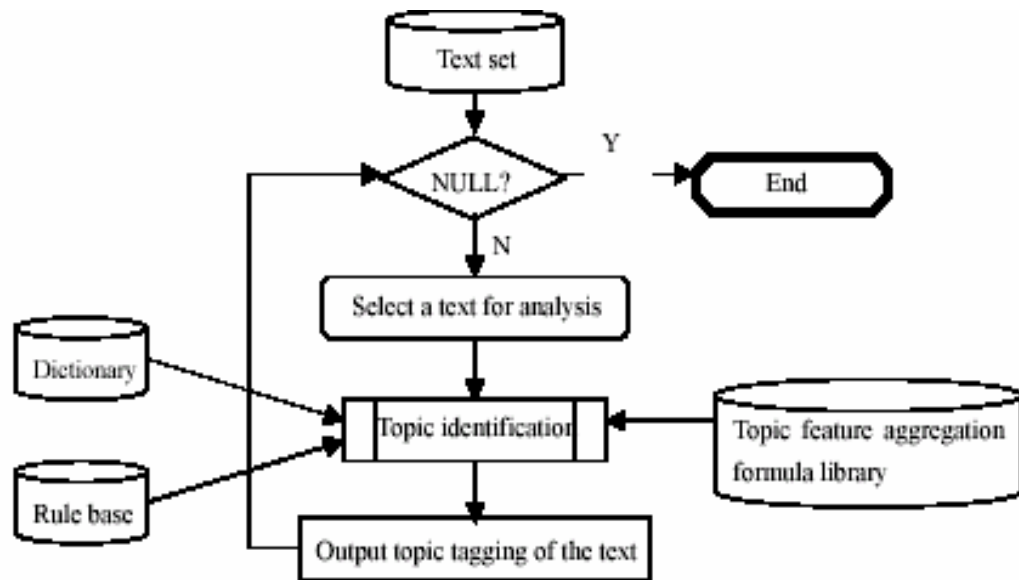 Text set
Y
NULL?
End
N
Select a text for analysis
Dictionary
Topic identification
Topic feature aggregation
formula library
Rule base
Output topic tagging of the text